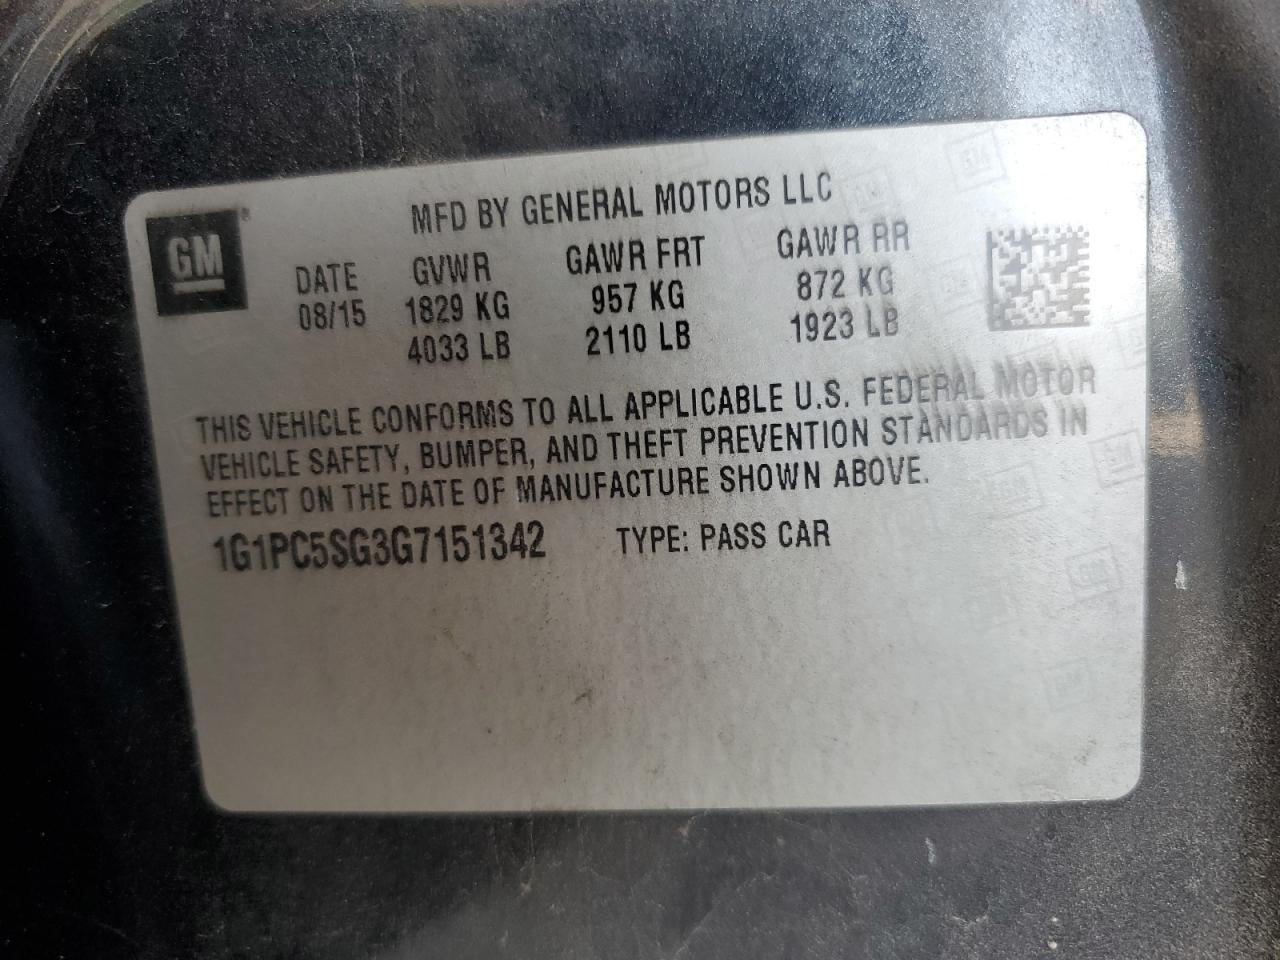 MFD BY GENERAL MOTORS LLC
GM®
DATE GVWR GAWR FRT GAWR RR
08/15 1829 KG 957 KG 872 KG
4033 LB 2110 LB 1923 LB
THIS VEHICLE CONFORMS TO ALL APPLICABLE U.S. FEDERAL MOTOR
VEHICLE SAFETY, BUMPER, AND THEFT PREVENTION STANDARDS IN
EFFECT ON THE DATE OF MANUFACTURE SHOWN ABOVE.
1G1PC5SG3G7151342 TYPE: PASS CAR